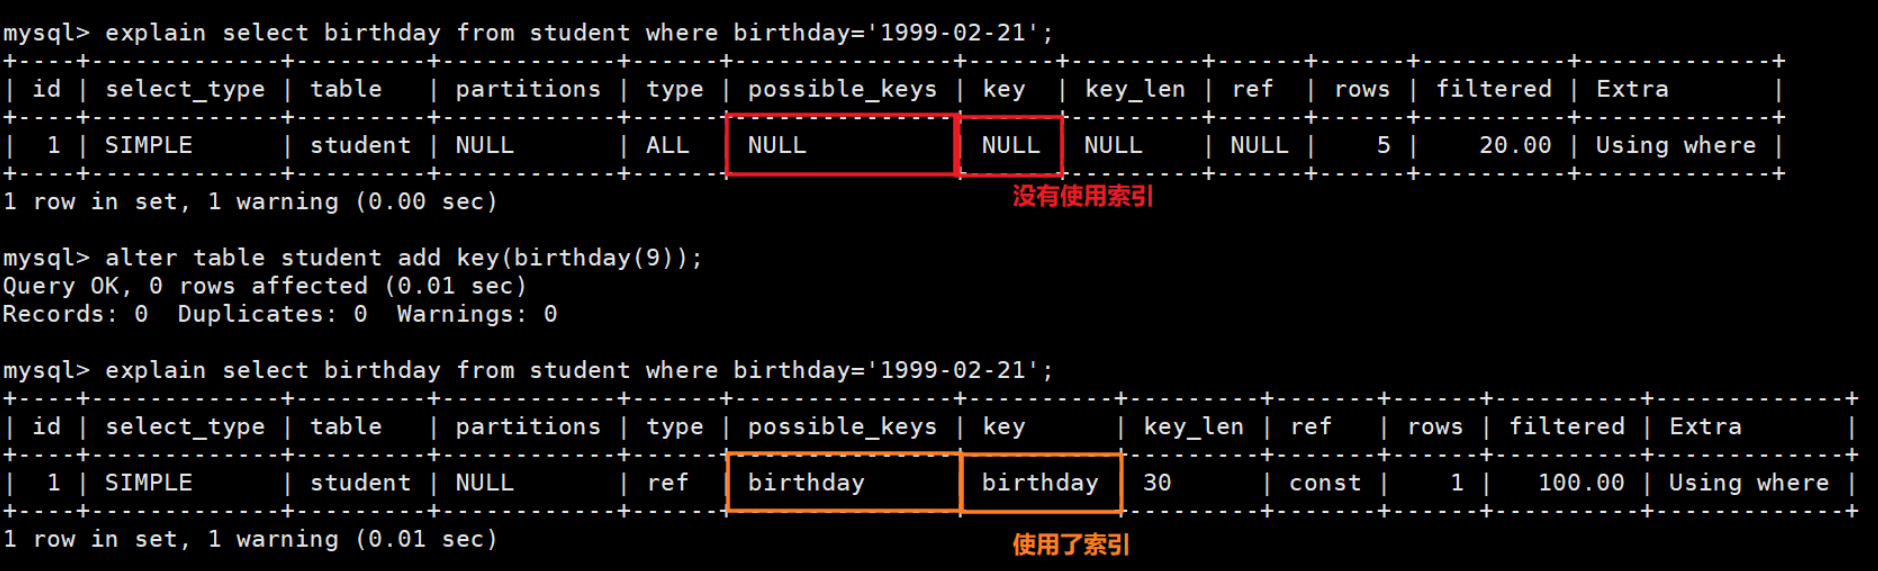 mysql> explain select birthday from student where birthday='1999-02-21';
+----+-------------+---------+------------+------+---------------+------+---------+------+------+----------+-------------+
| id | select_type | table   | partitions | type | possible_keys | key  | key_len | ref  | rows | filtered | Extra       |
+----+-------------+---------+------------+------+---------------+------+---------+------+------+----------+-------------+
|  1 | SIMPLE      | student | NULL       | ALL  | NULL          | NULL | NULL    | NULL |    5 |    20.00 | Using where |
+----+-------------+---------+------------+------+---------------+------+---------+------+------+----------+-------------+
没有使用索引
1 row in set, 1 warning (0.00 sec)
mysql> alter table student add key(birthday(9));
Query OK, 0 rows affected (0.01 sec)
Records: 0  Duplicates: 0  Warnings: 0
mysql> explain select birthday from student where birthday='1999-02-21';
+----+-------------+---------+------------+------+---------------+----------+---------+-------+------+----------+-------------+
| id | select_type | table   | partitions | type | possible_keys | key      | key_len | ref   | rows | filtered | Extra       |
+----+-------------+---------+------------+------+---------------+----------+---------+-------+------+----------+-------------+
|  1 | SIMPLE      | student | NULL       | ref  | birthday      | birthday | 30      | const |    1 |   100.00 | Using where |
+----+-------------+---------+------------+------+---------------+----------+---------+-------+------+----------+-------------+
1 row in set, 1 warning (0.01 sec)
使用了索引